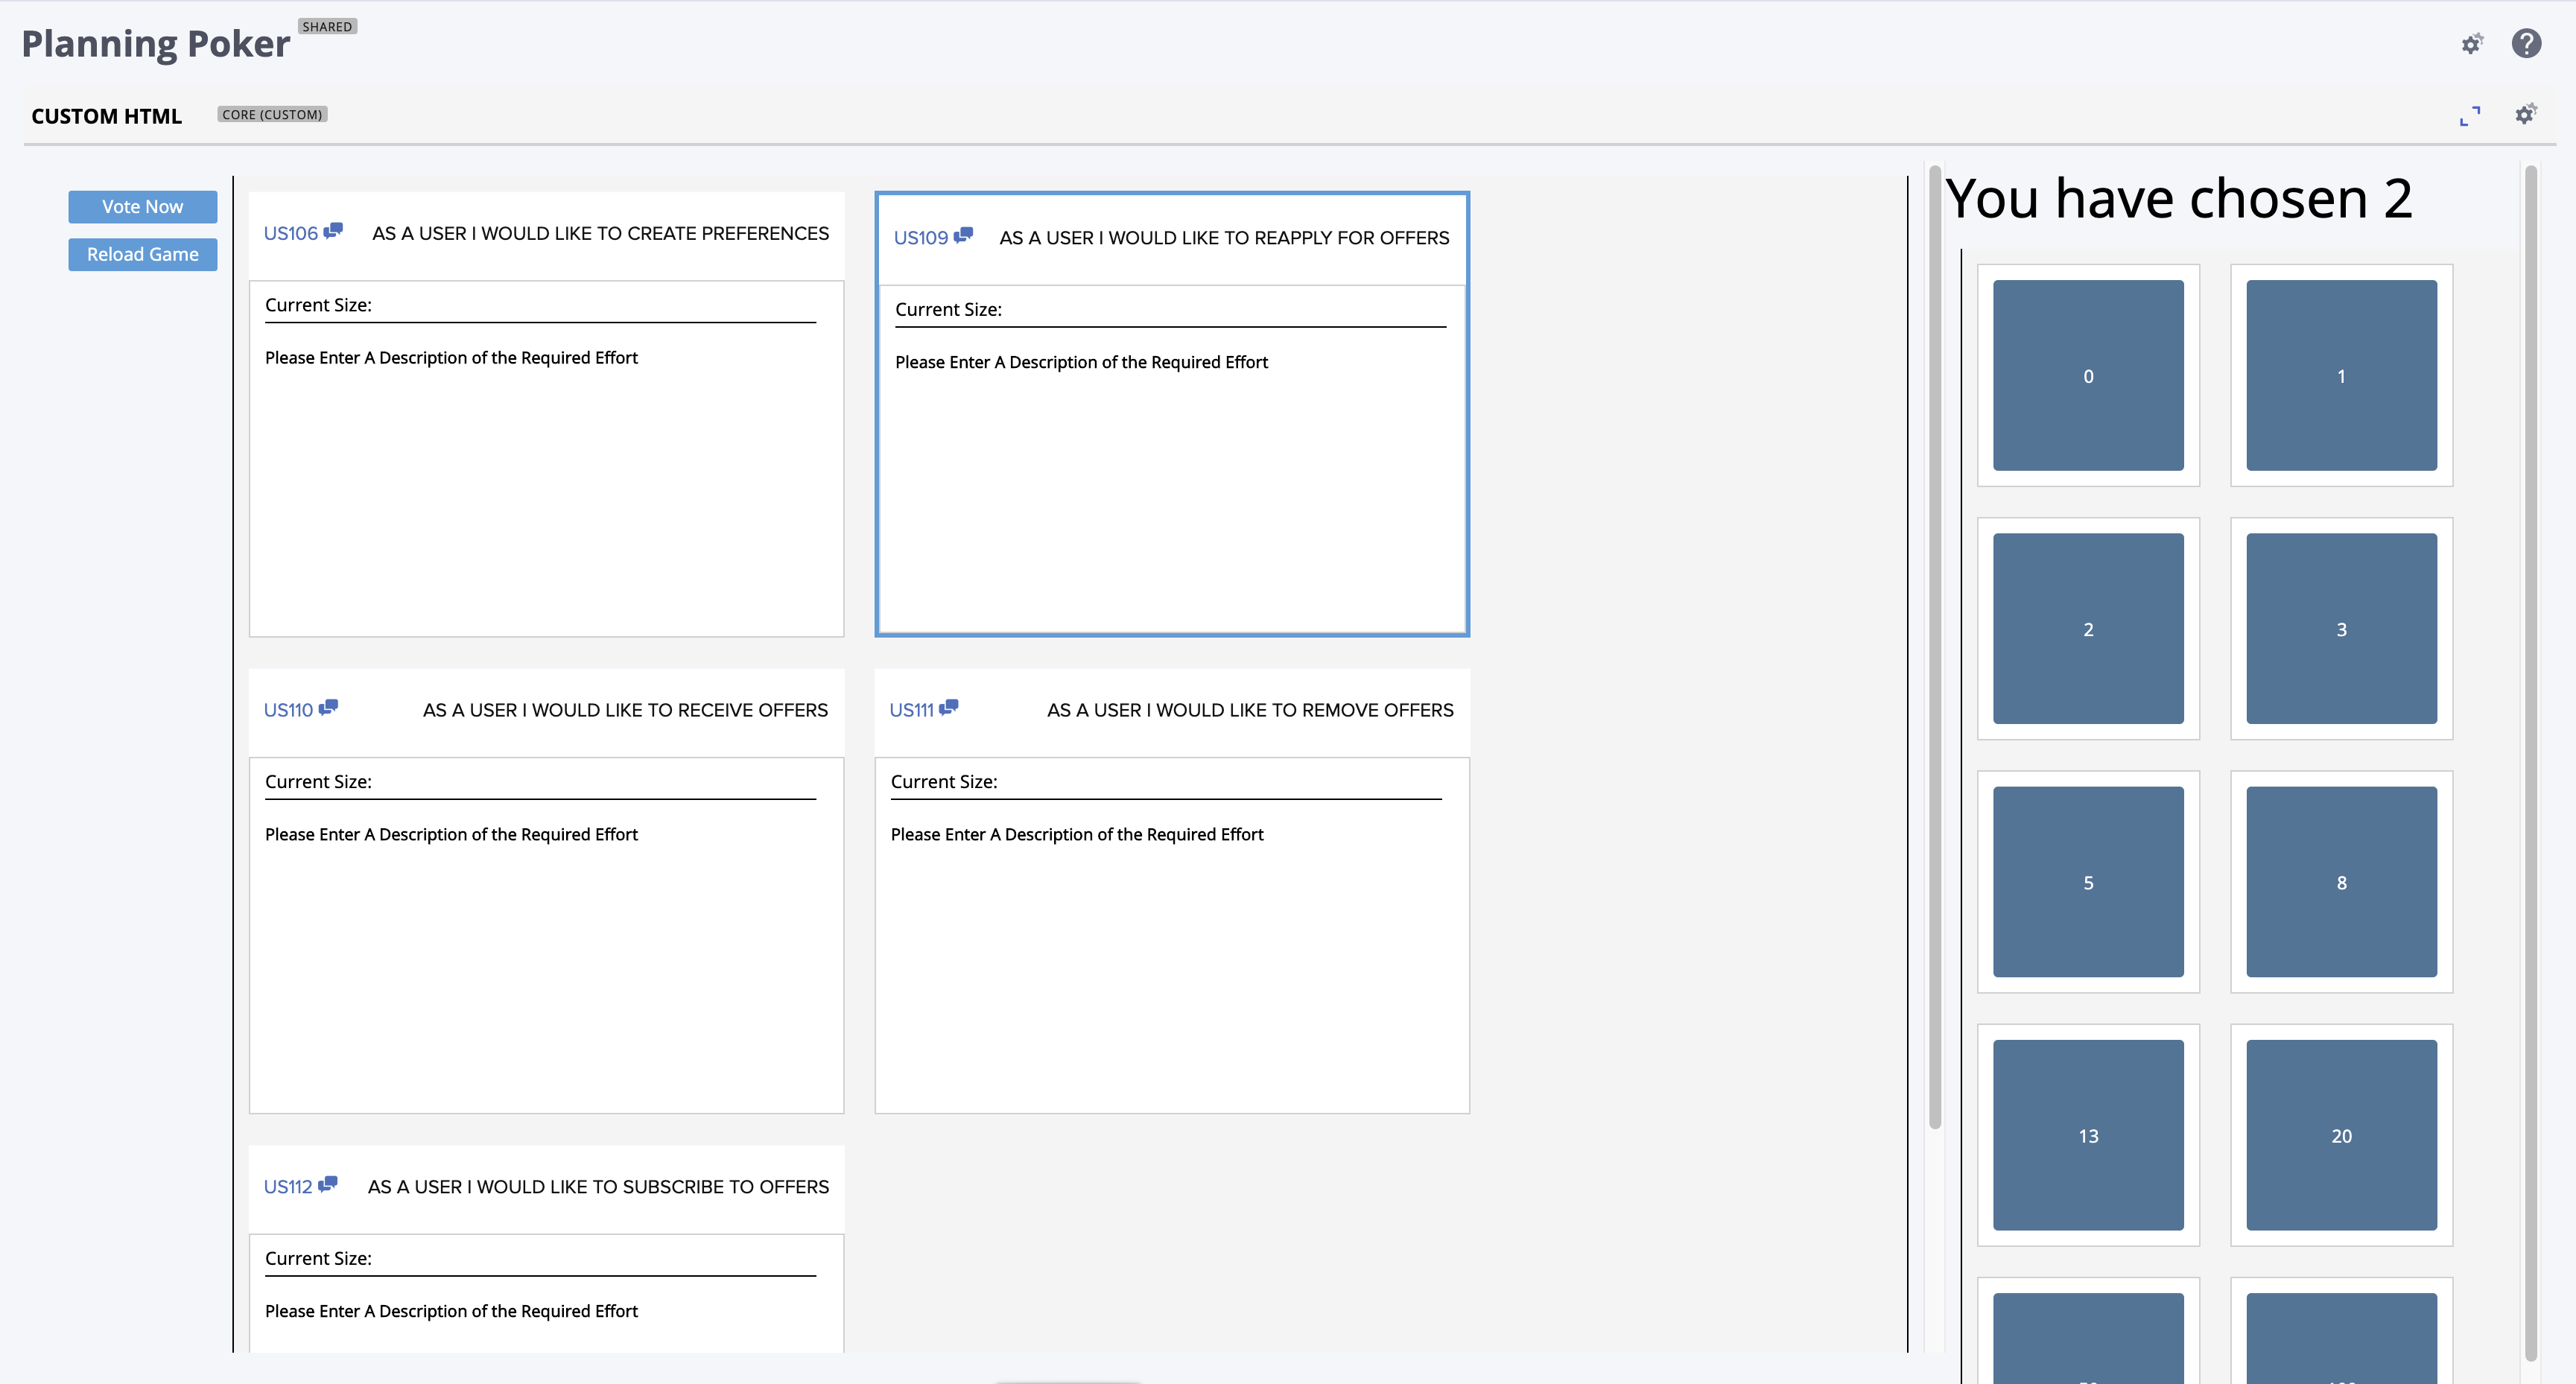 Planning Poker SHARED
CUSTOM HTML CORE (CUSTOM)
Vote Now
Reload Game
US106 AS A USER I WOULD LIKE TO CREATE PREFERENCES
Current Size:
Please Enter A Description of the Required Effort
US109 AS A USER I WOULD LIKE TO REAPPLY FOR OFFERS
Current Size:
Please Enter A Description of the Required Effort
US110 AS A USER I WOULD LIKE TO RECEIVE OFFERS
Current Size:
Please Enter A Description of the Required Effort
US111 AS A USER I WOULD LIKE TO REMOVE OFFERS
Current Size:
Please Enter A Description of the Required Effort
US112 AS A USER I WOULD LIKE TO SUBSCRIBE TO OFFERS
Current Size:
Please Enter A Description of the Required Effort
You have chosen 2
0 1
2 3
5 8
13 20